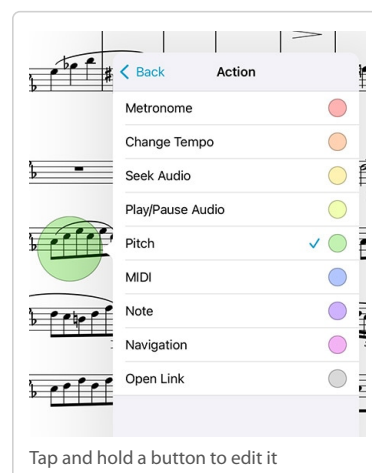 Back
Action
Metronome
Change Tempo
Seek Audio
Play/Pause Audio
Pitch
MIDI
Note
Navigation
Open Link
Tap and hold a button to edit it